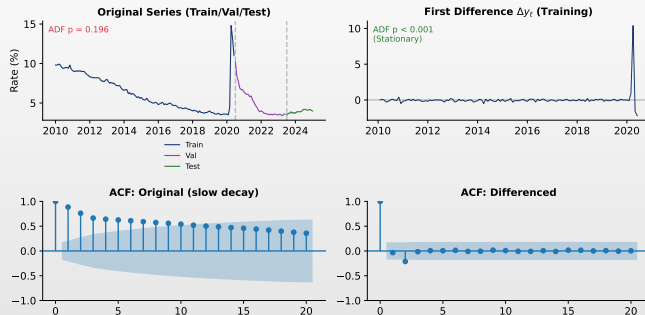 Original Series (Train/Val/Test)
ADF p = 0.196
Rate (%)
15
10
5
2010 2012 2014 2016 2018 2020 2022 2024
Train
Val
Test
First Difference Δyₜ (Training)
ADF p < 0.001
(Stationary)
10
5
0
2010 2012 2014 2016 2018 2020
ACF: Original (slow decay)
1.0
0.5
0.0
−0.5
−1.0
0 5 10 15 20
ACF: Differenced
1.0
0.5
0.0
−0.5
−1.0
0 5 10 15 20